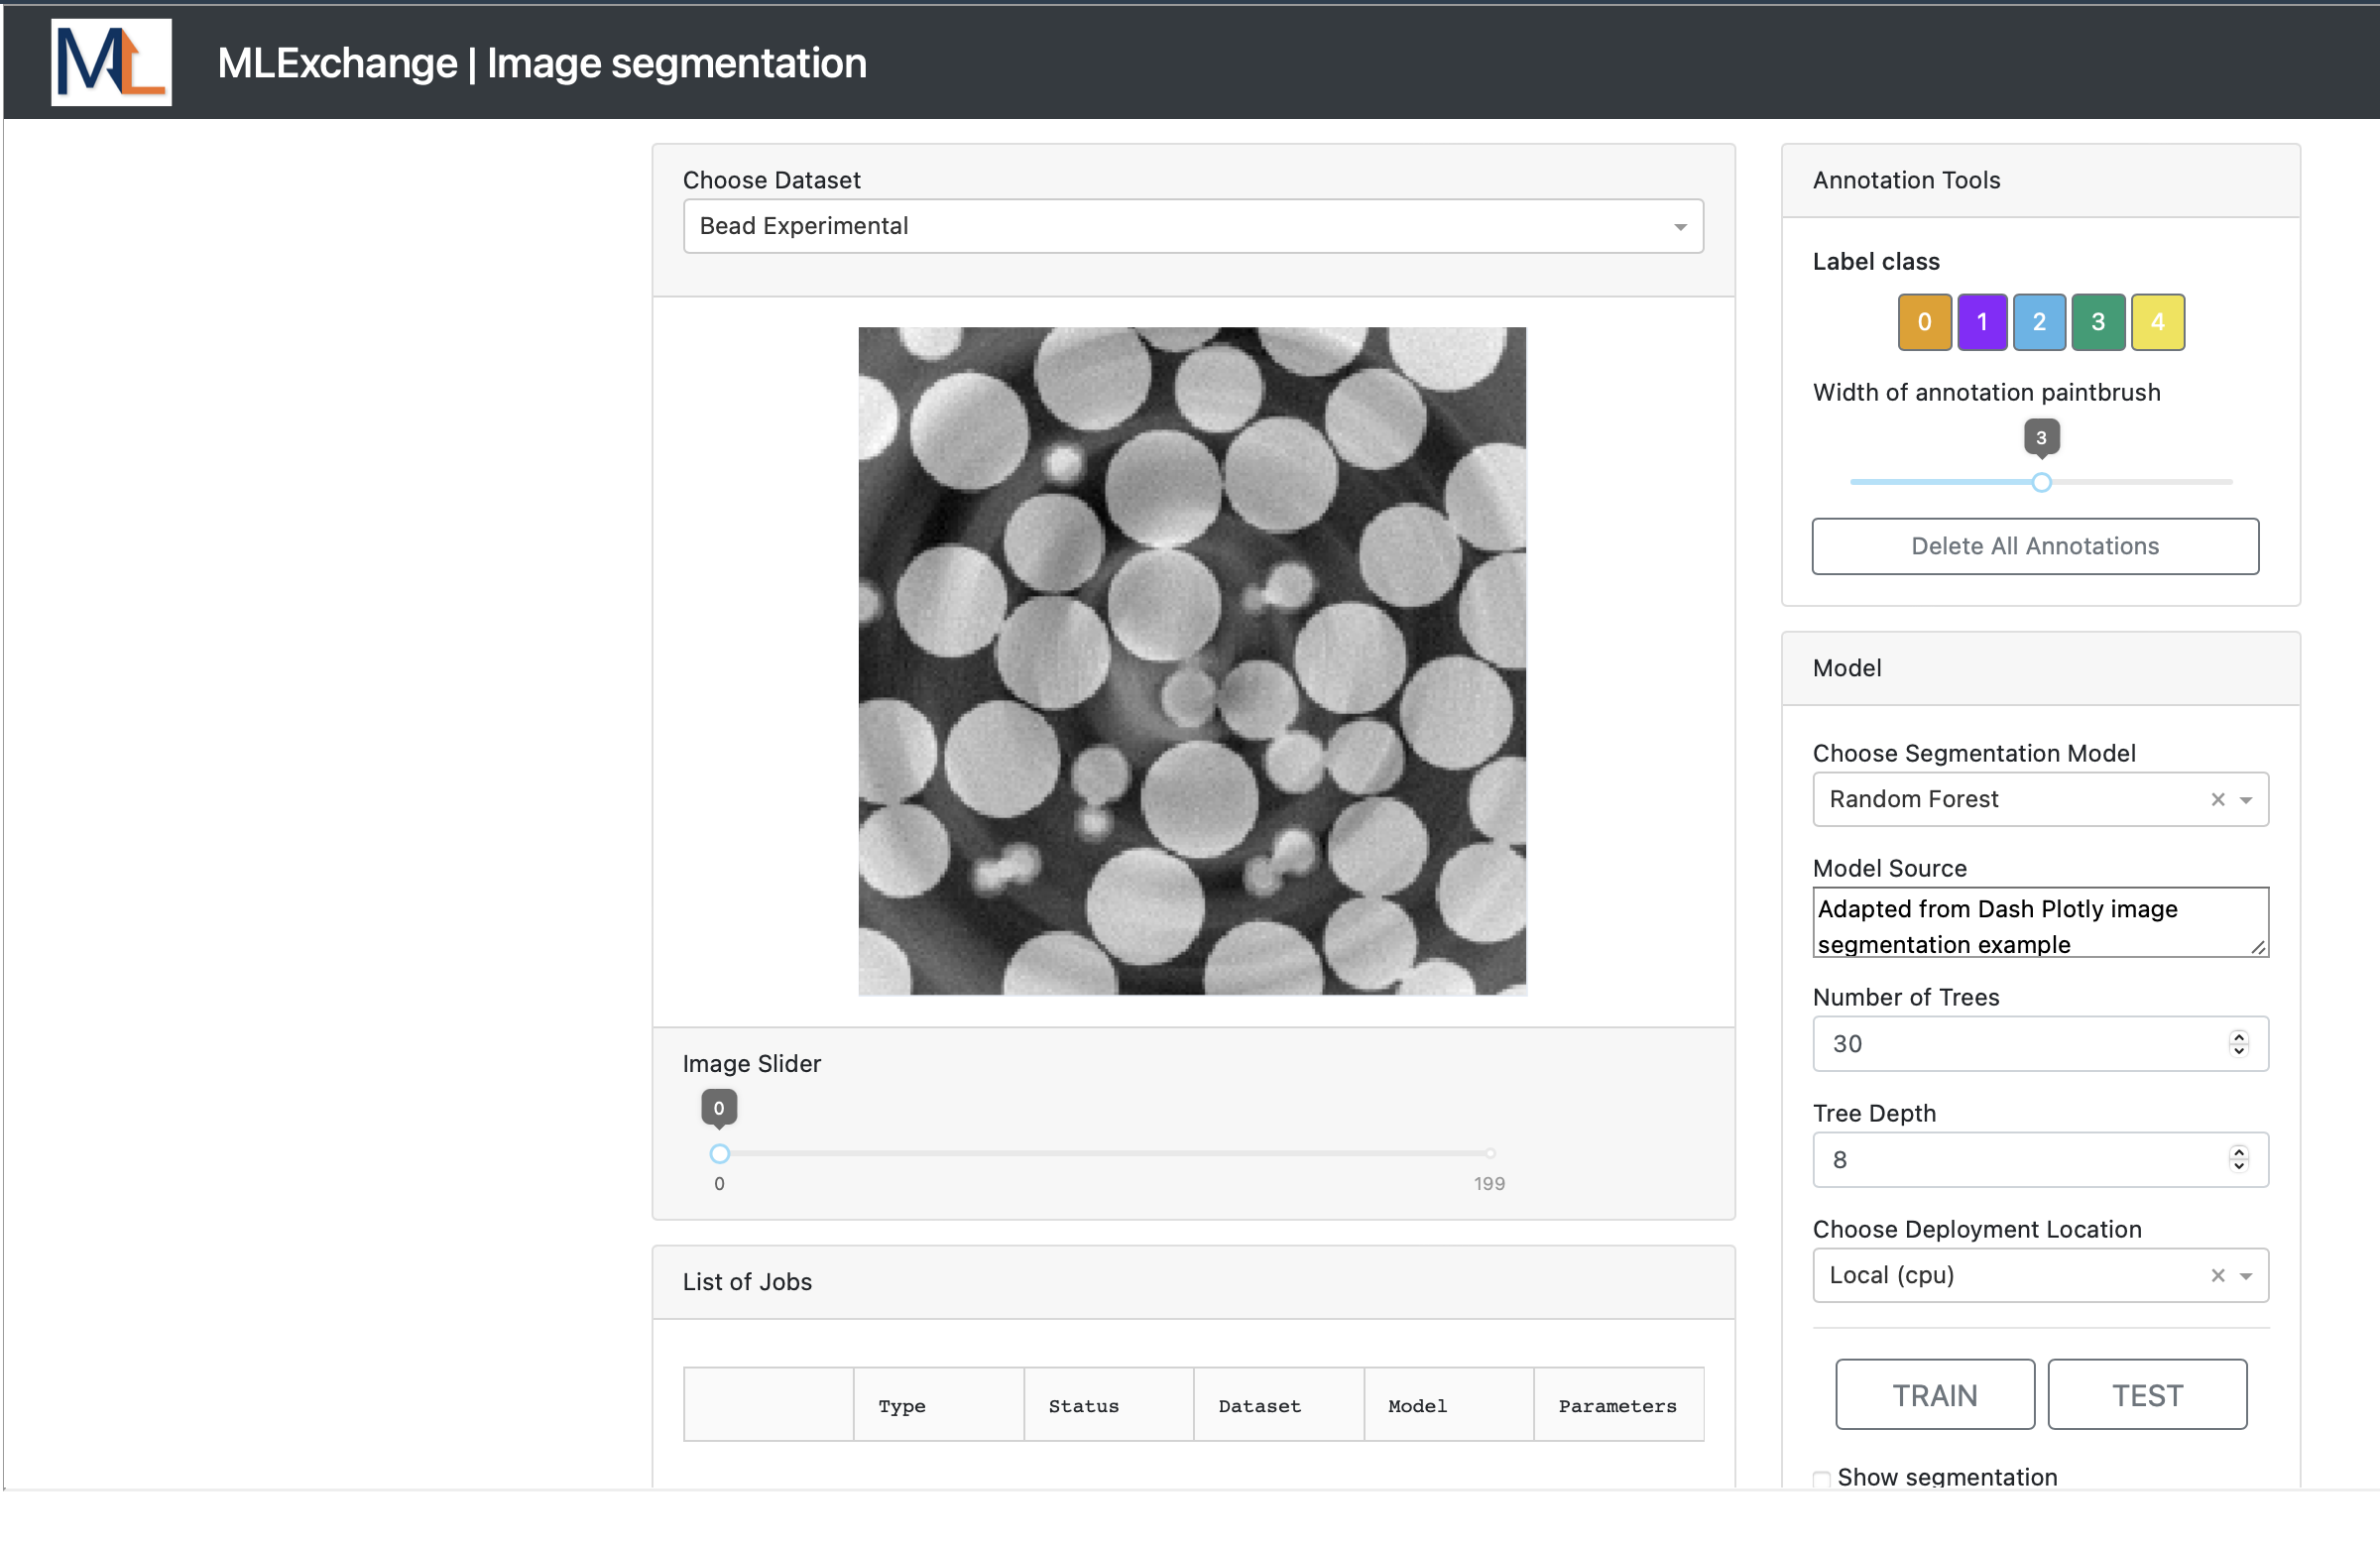 ML
MLExchange | Image segmentation
Choose Dataset
Bead Experimental
Image Slider
0
0
199
List of Jobs
Type Status Dataset Model Parameters
Annotation Tools
Label class
0 1 2 3 4
Width of annotation paintbrush
3
Delete All Annotations
Model
Choose Segmentation Model
Random Forest
Model Source
Adapted from Dash Plotly image
segmentation example
Number of Trees
30
Tree Depth
8
Choose Deployment Location
Local (cpu)
TRAIN TEST
Show segmentation